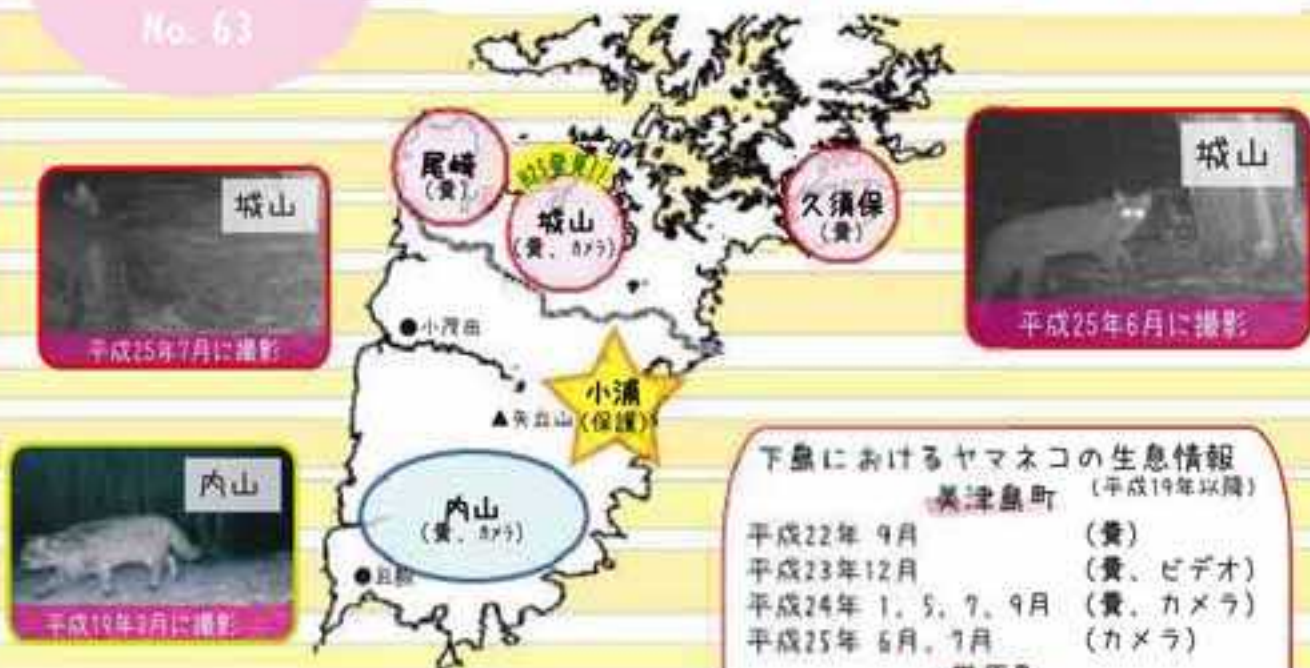 No. 63
尾崎
(糞)
H25発見!!
城山
(糞、カメラ)
久須保
(糞)
城山
平成25年7月に撮影
城山
平成25年6月に撮影
●小茂田
小浦
(保護)
▲矢立山
内山
平成19年3月に撮影
内山
(糞、カメラ)
●豆酘
下島におけるヤマネコの生息情報
(平成19年以降)
美津島町
平成22年 9月 (糞)
平成23年12月 (糞、ビデオ)
平成24年 1、5、7、9月 (糞、カメラ)
平成25年 6月、7月 (カメラ)